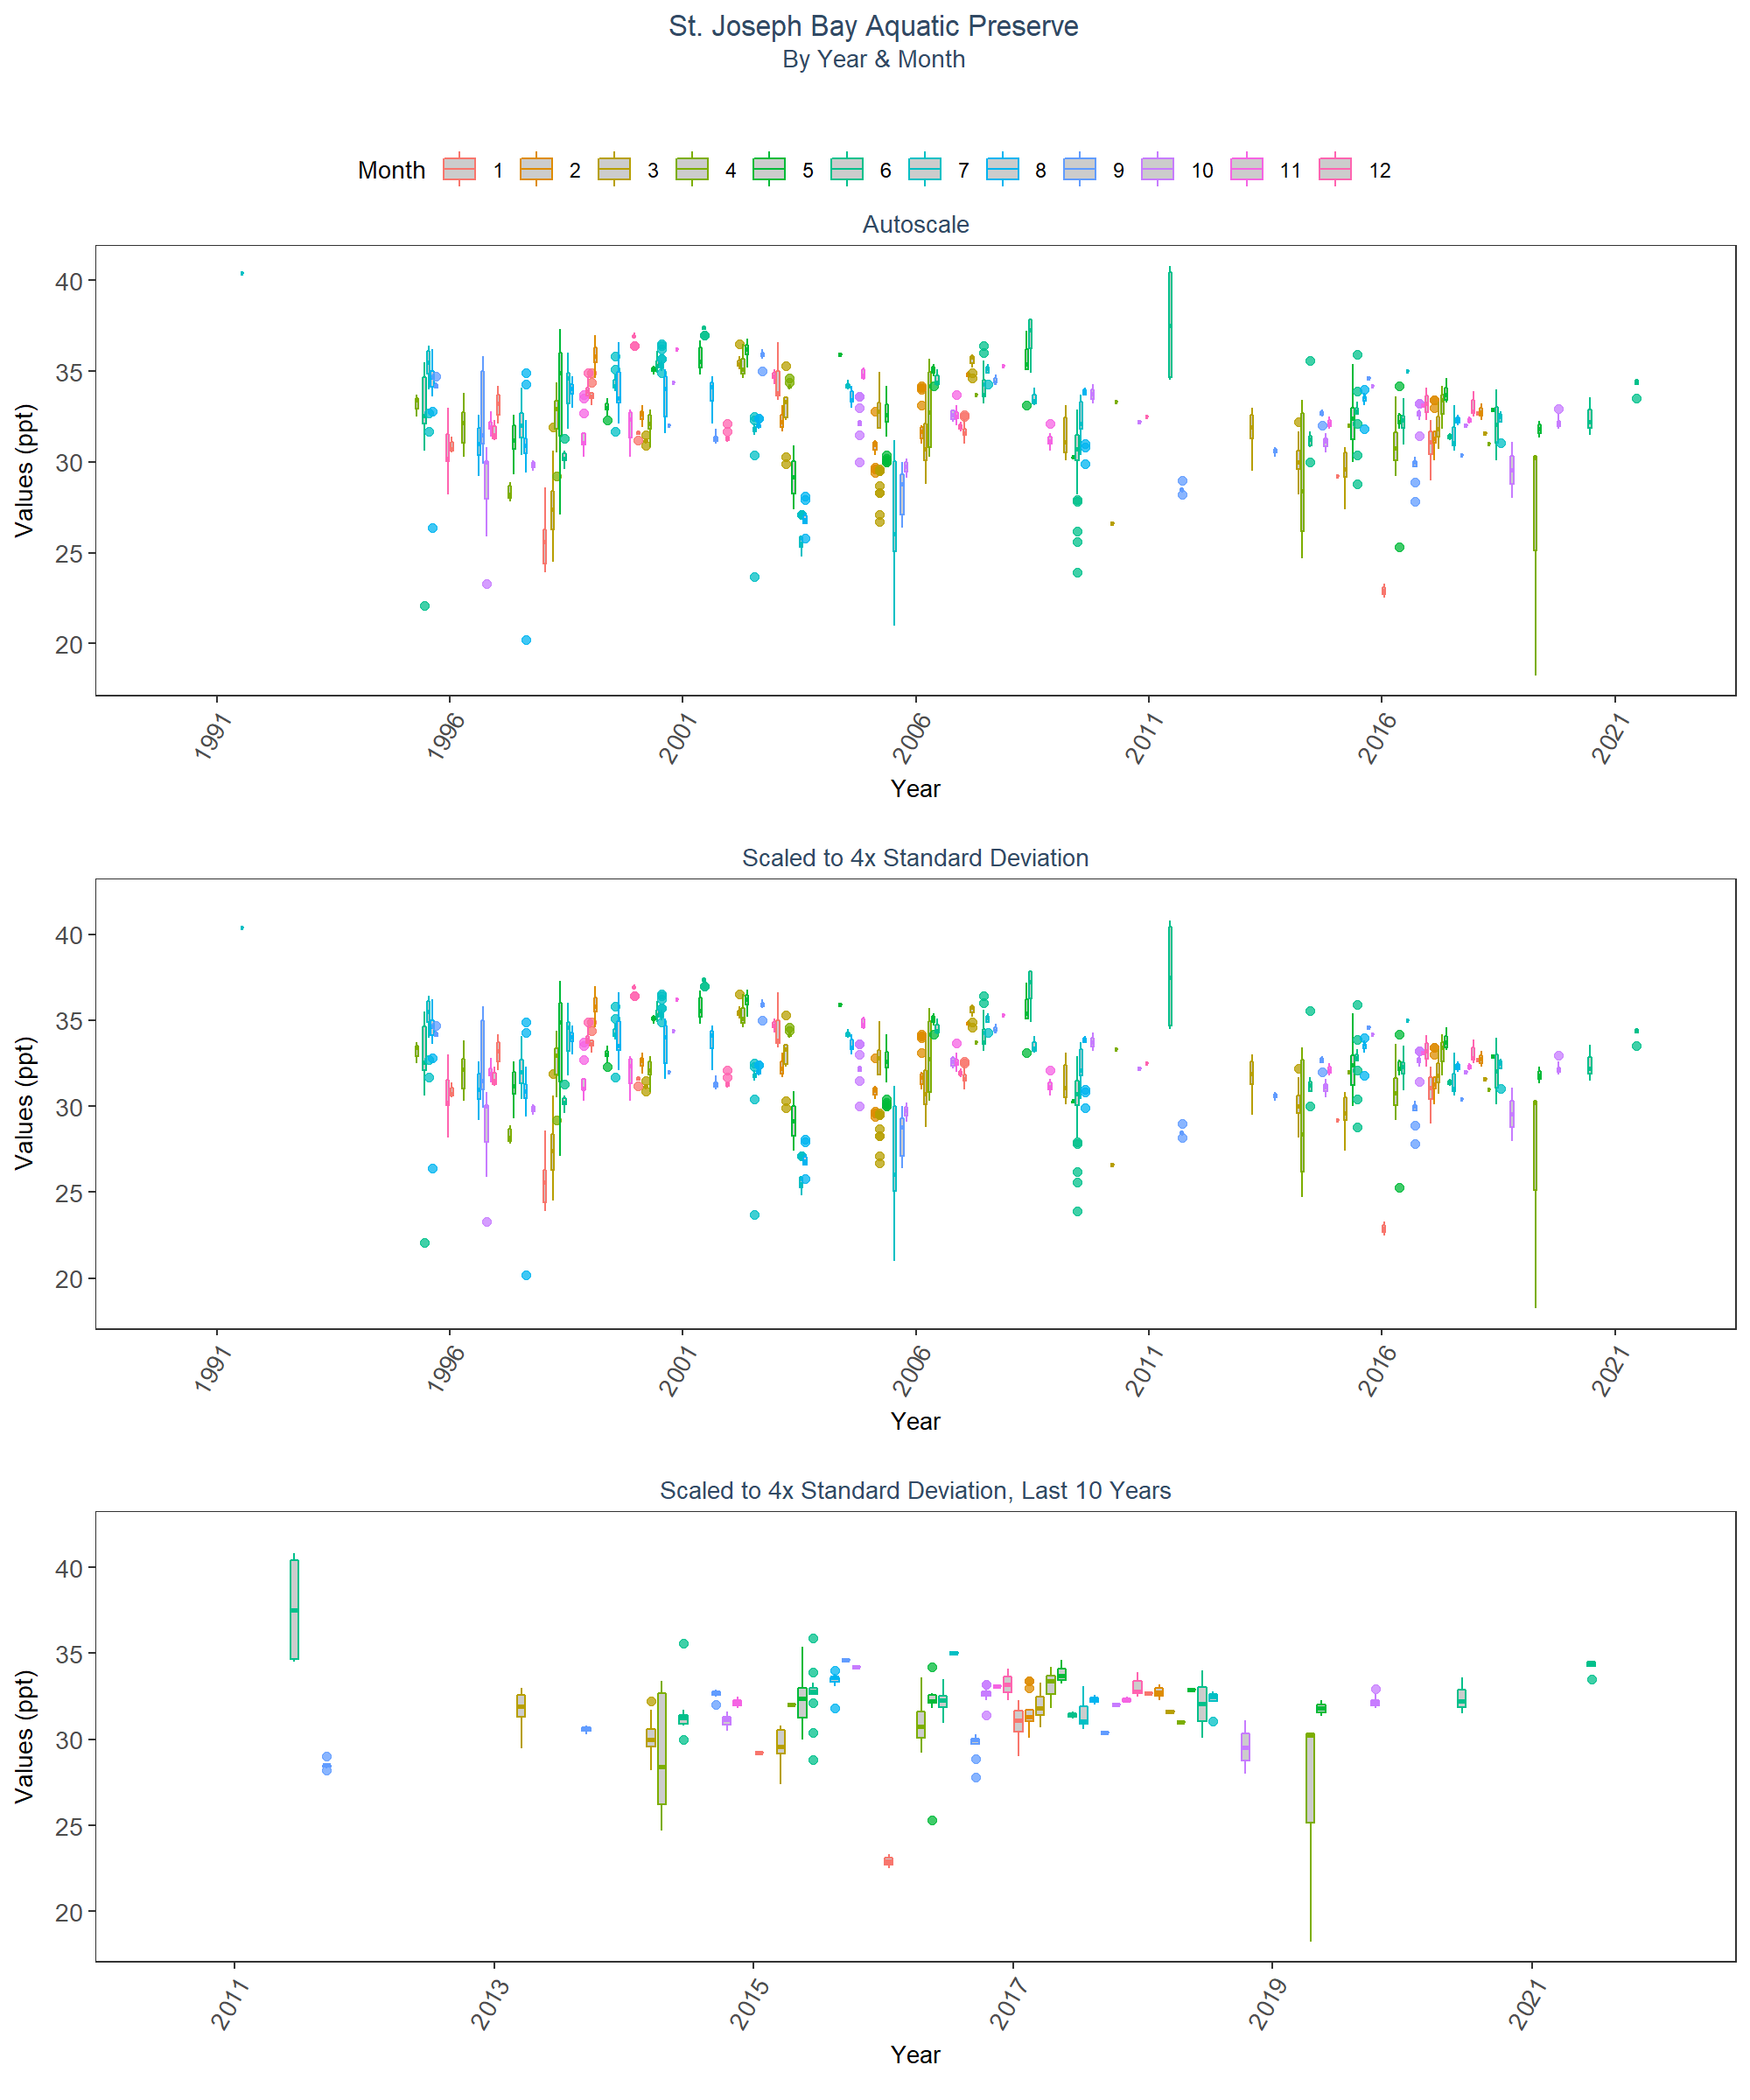 St. Joseph Bay Aquatic Preserve
By Year & Month
Month 1 2 3 4 5 6 7 8 9 10 11 12
Autoscale
Values (ppt)
40
35
30
25
20
1991 1996 2001 2006 2011 2016 2021
Year
Scaled to 4x Standard Deviation
Values (ppt)
40
35
30
25
20
1991 1996 2001 2006 2011 2016 2021
Year
Scaled to 4x Standard Deviation, Last 10 Years
Values (ppt)
40
35
30
25
20
2011 2013 2015 2017 2019 2021
Year